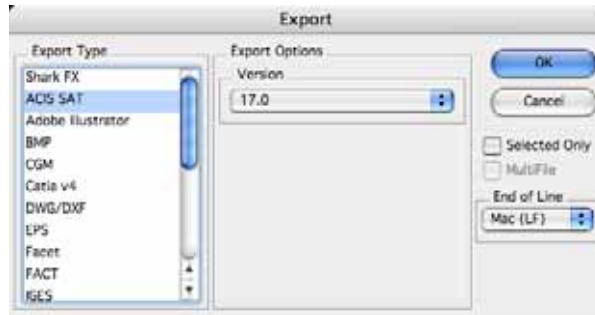 Export
Export Type
Shark FX
ACIS SAT
Adobe Illustrator
BMP
CGM
Catia v4
DWG/DXF
EPS
Facet
FACT
IGES
Export Options
Version
17.0
OK
Cancel
Selected Only
MultiFile
End of Line
Mac (LF)